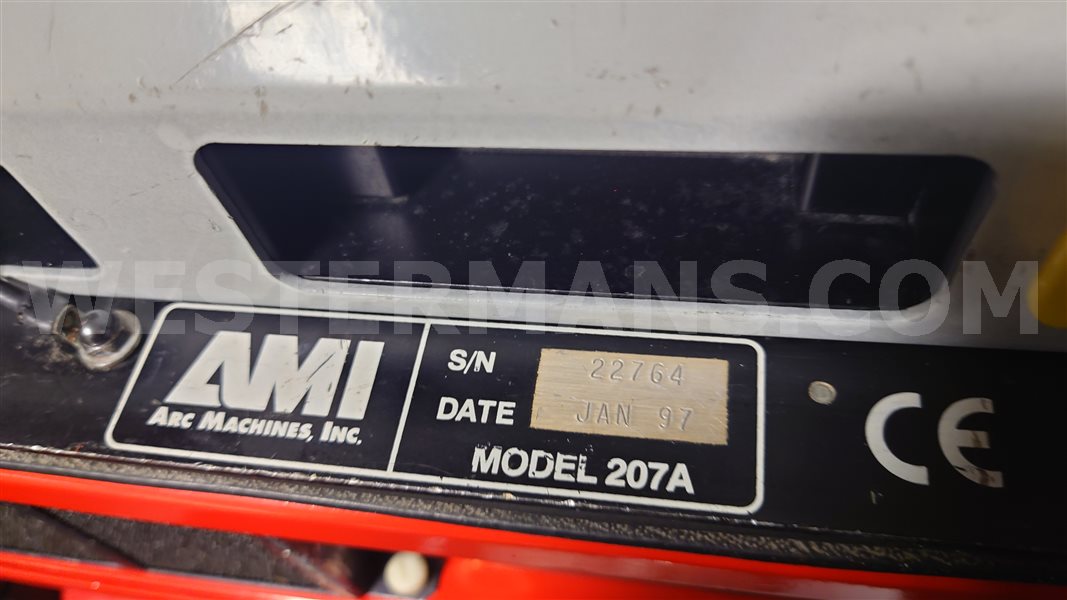 WESTERMANS.COM
AMI
ARC MACHINES, INC.
S/N 22764
DATE JAN 97
MODEL 207A
CE